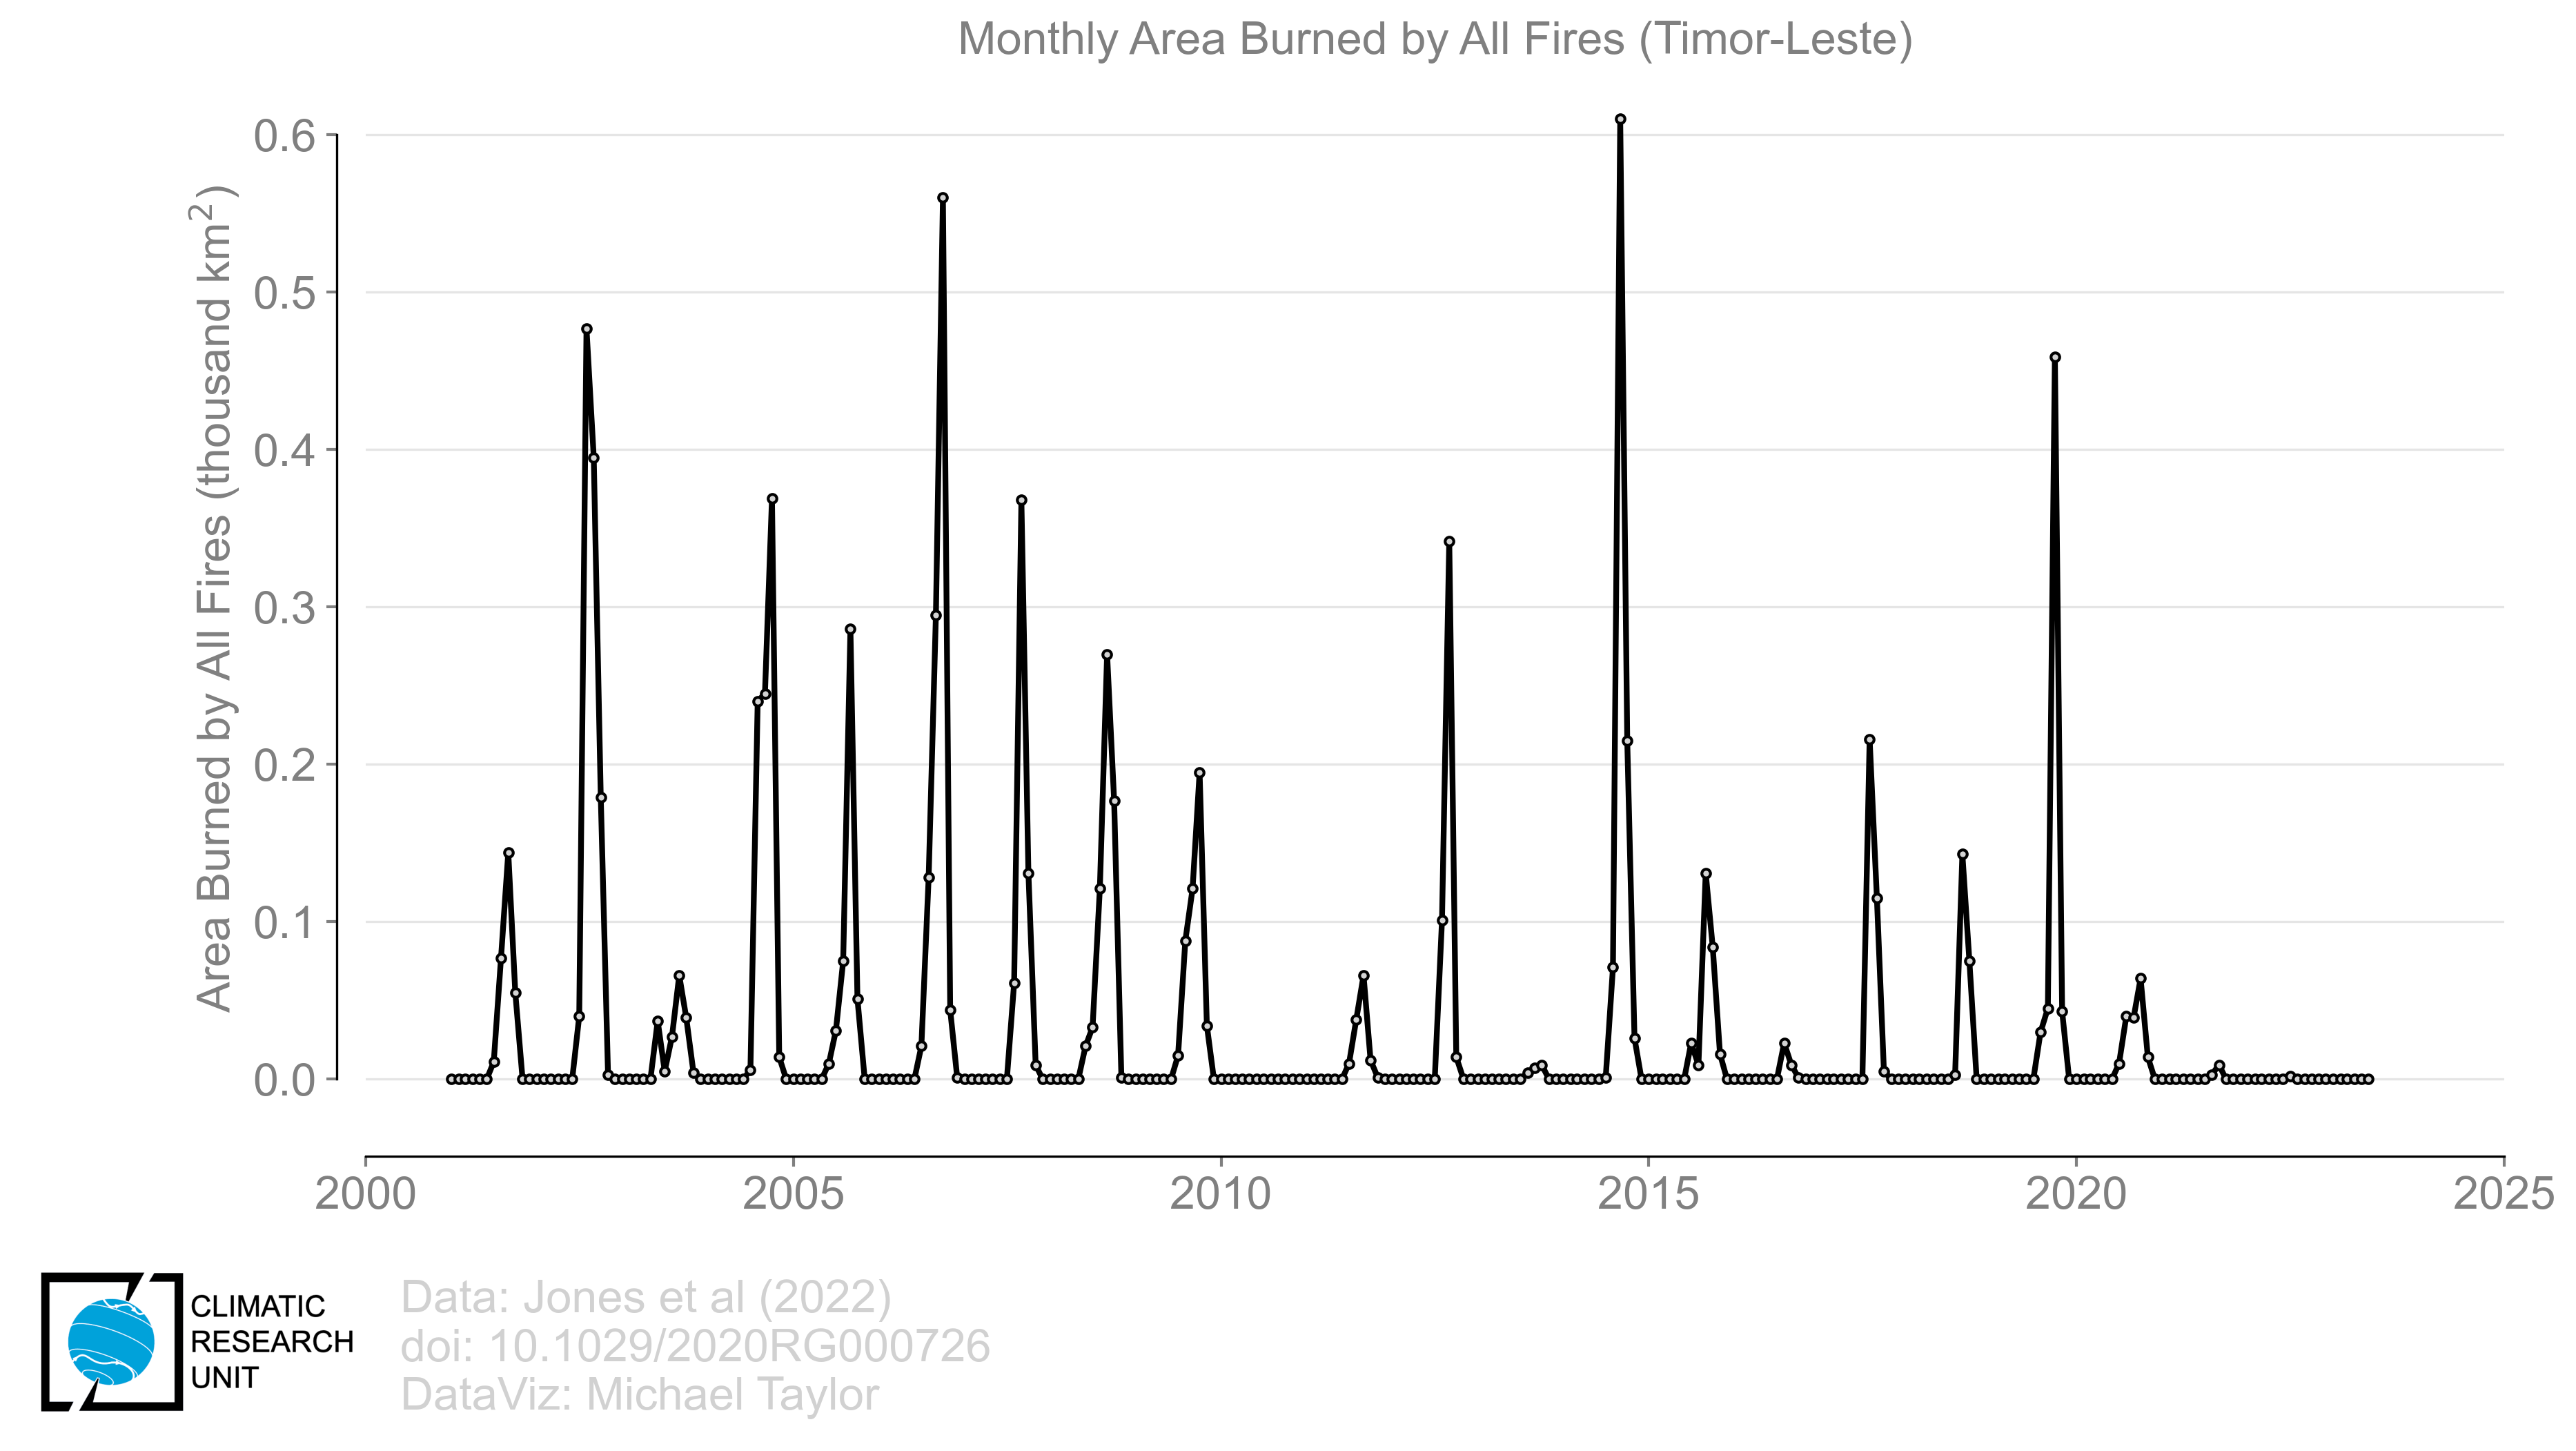 Monthly Area Burned by All Fires (Timor-Leste)
Area Burned by All Fires (thousand km²)
0.6
0.5
0.4
0.3
0.2
0.1
0.0
2000 2005 2010 2015 2020 2025
CLIMATIC
RESEARCH
UNIT
Data: Jones et al (2022)
doi: 10.1029/2020RG000726
DataViz: Michael Taylor